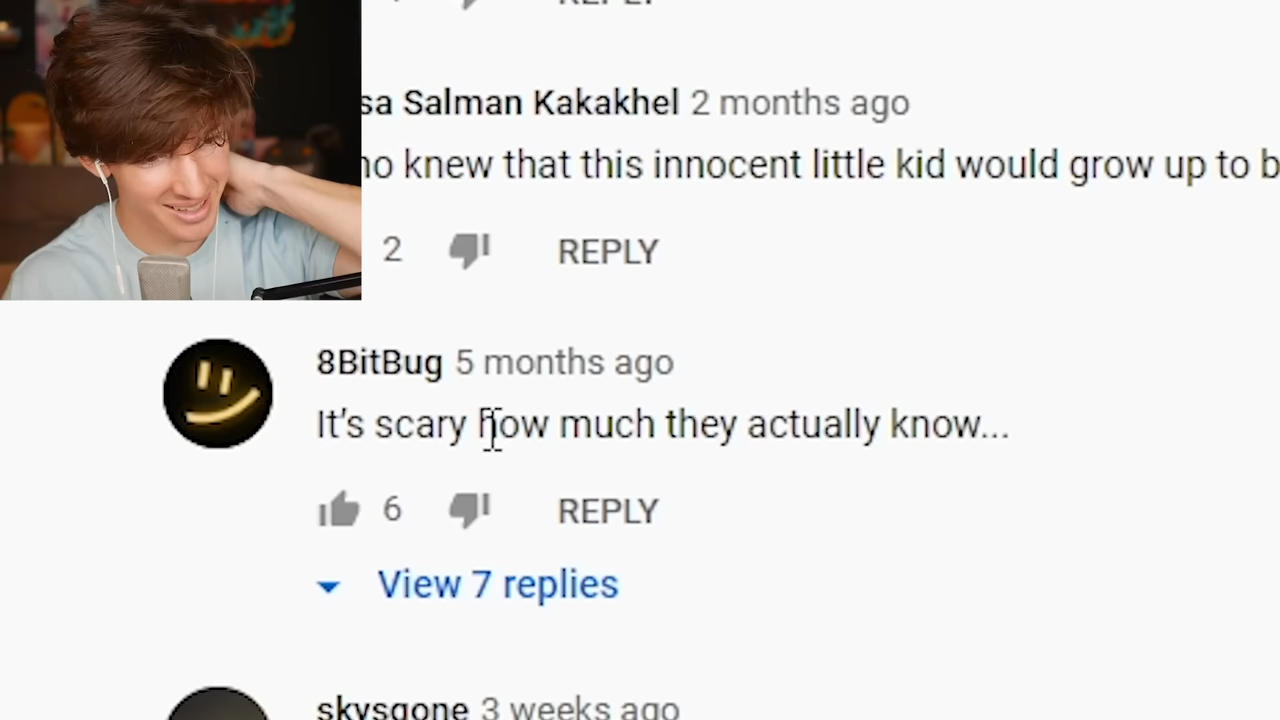 REPLY
sa Salman Kakakhel 2 months ago
ho knew that this innocent little kid would grow up to b
2 REPLY
8BitBug 5 months ago
It's scary how much they actually know...
6 REPLY
View 7 replies
skysgone 3 weeks ago